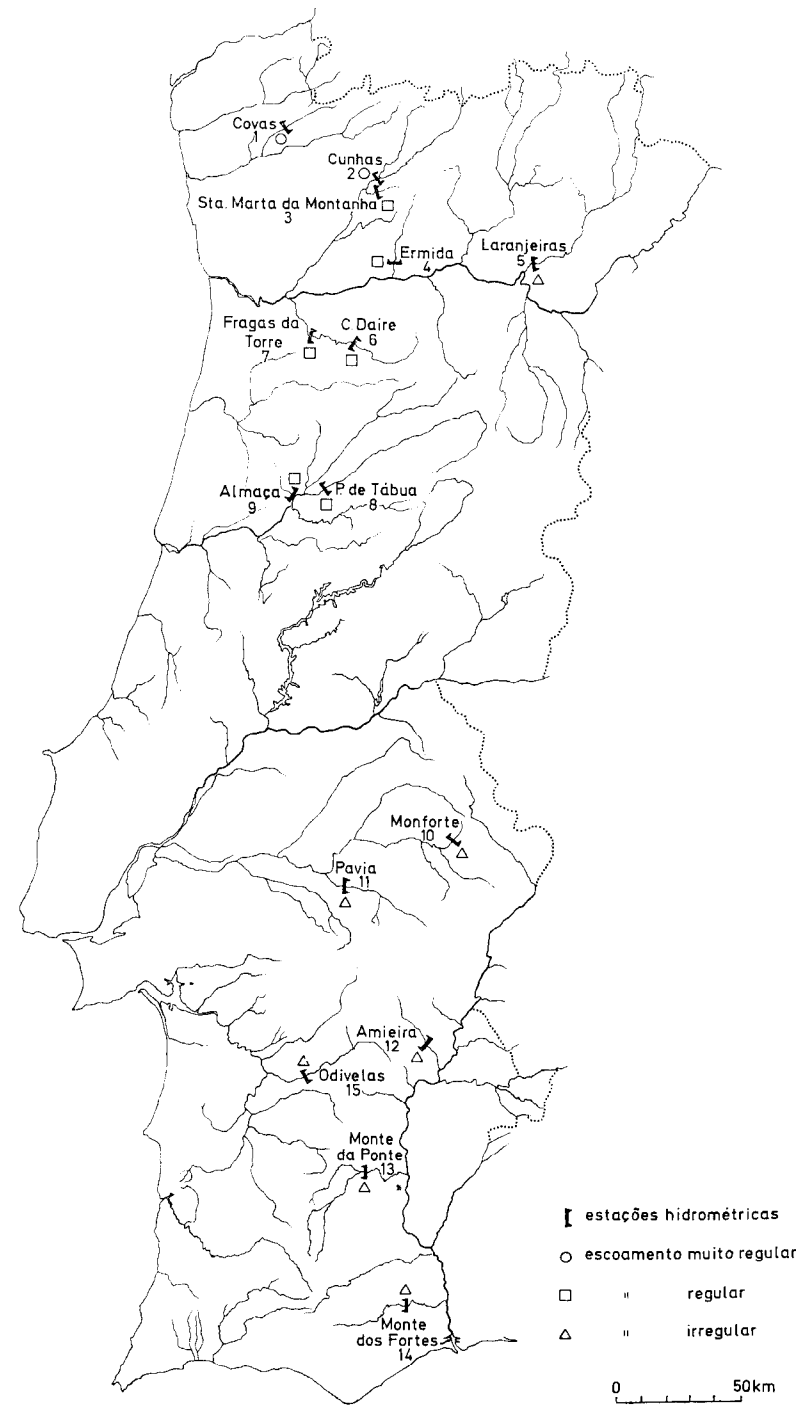 Covas
1
Cunhas
2
Sta. Marta da Montanha
3
Ermida
4
Laranjeiras
5
Fragas da
Torre
7
C. Daire
6
Almaça
9
P. de Tábua
8
Monforte
10
Pavia
11
Amieira
12
Odivelas
15
Monte
da Ponte
13
Monte
dos Fortes
14
estações hidrométricas
escoamento muito regular
" regular
" irregular
0 50km